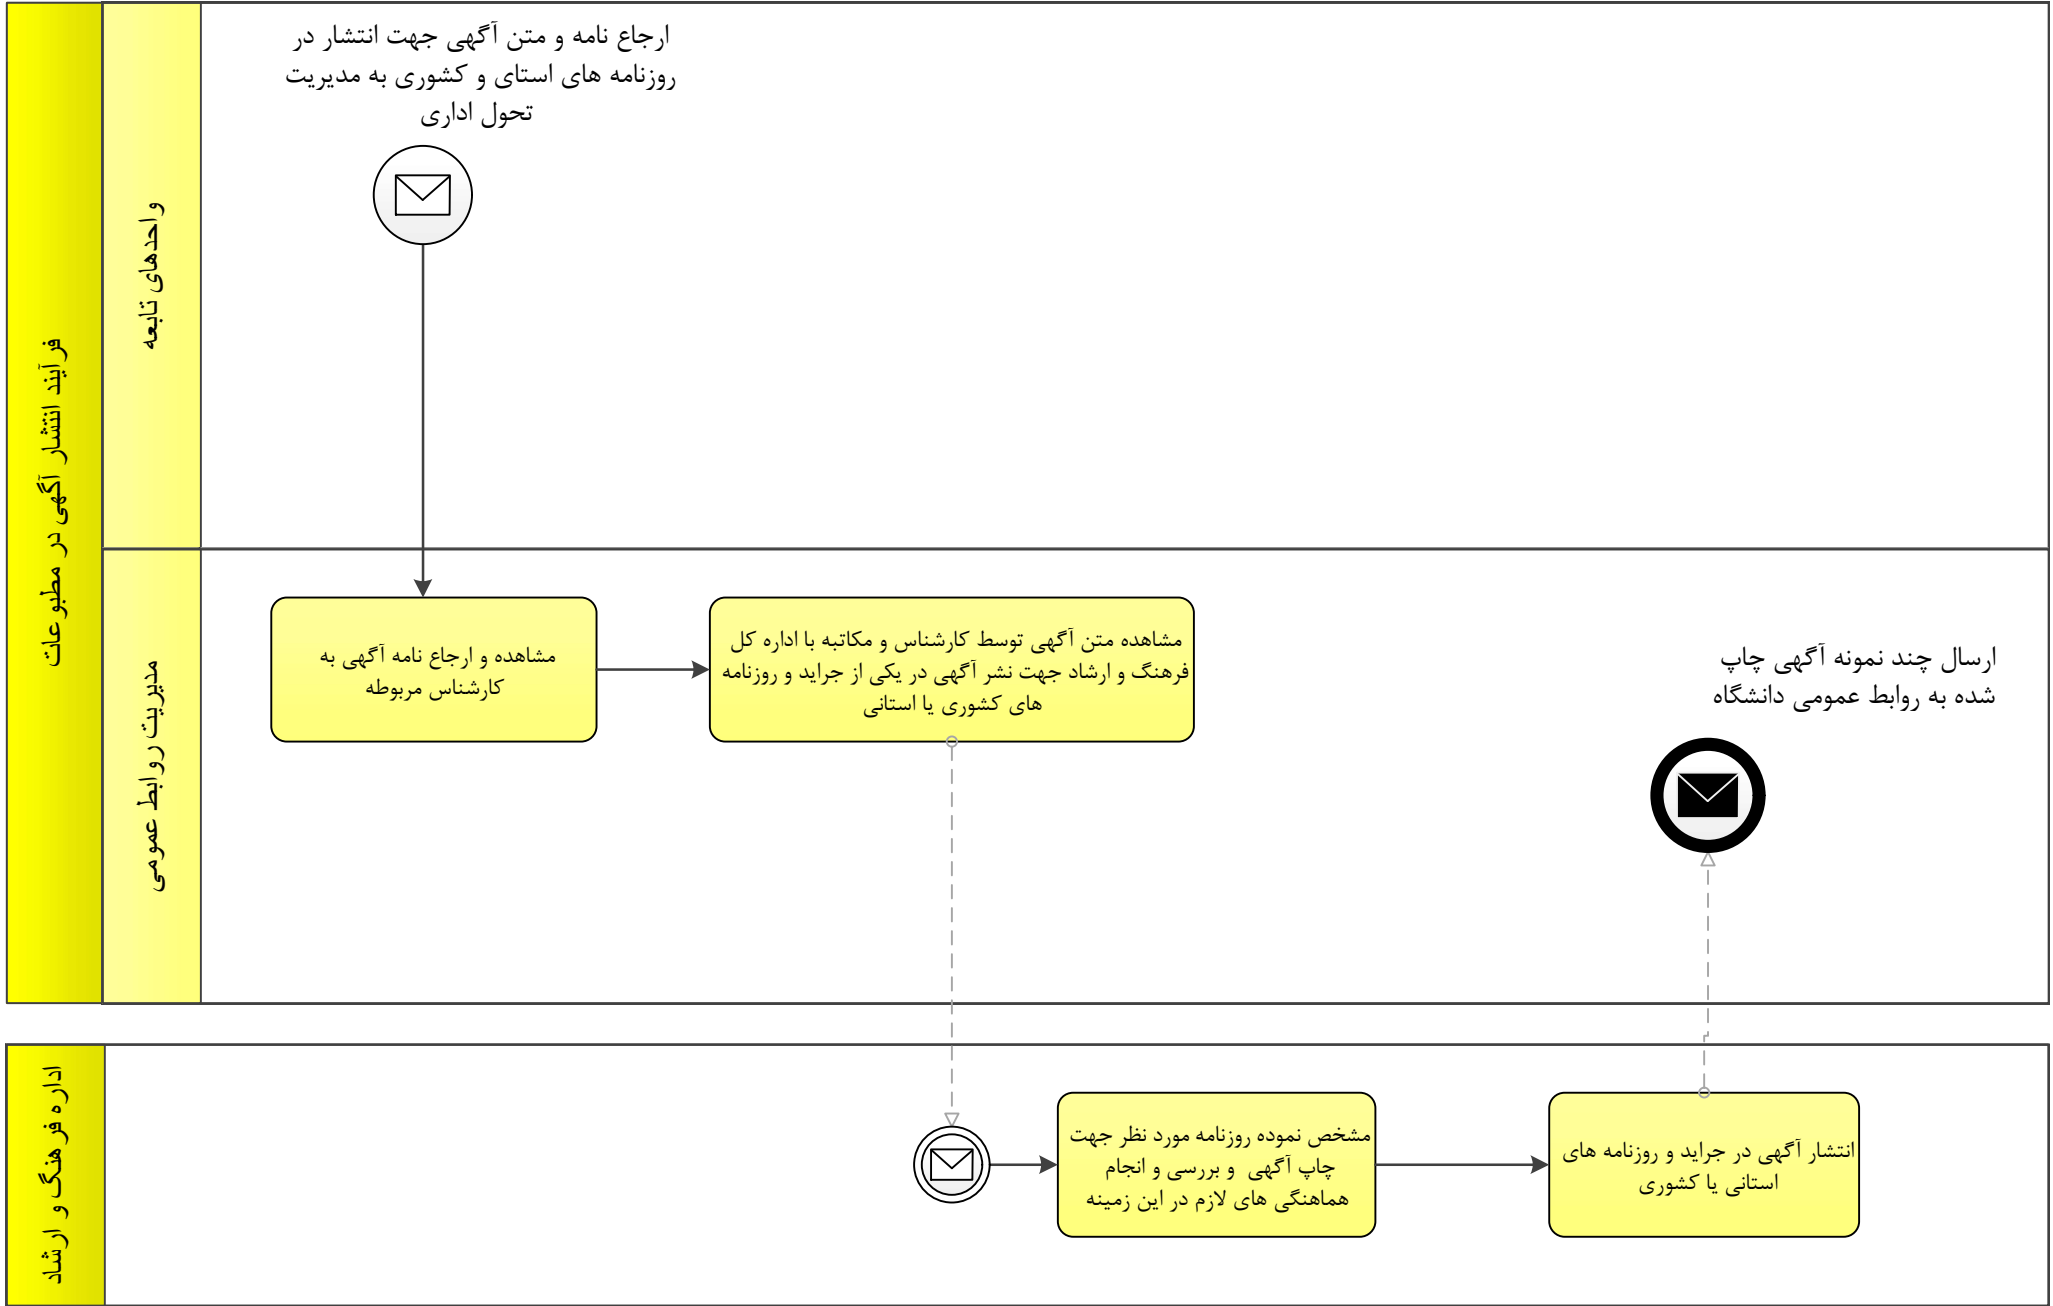 فرآیند انتشار آگهی در مطبوعات
واحدهای تابعه
ارجاع نامه و متن آگهی جهت انتشار در
روزنامه های استای و کشوری به مدیریت
تحول اداری
مدیریت روابط عمومی
مشاهده و ارجاع نامه آگهی به
کارشناس مربوطه
مشاهده متن آگهی توسط کارشناس و مکاتبه با اداره کل
فرهنگ و ارشاد جهت نشر آگهی در یکی از جراید و روزنامه
های کشوری یا استانی
ارسال چند نمونه آگهی چاپ
شده به روابط عمومی دانشگاه
اداره فرهنگ و ارشاد
مشخص نموده روزنامه مورد نظر جهت
چاپ آگهی و بررسی و انجام
هماهنگی های لازم در این زمینه
انتشار آگهی در جراید و روزنامه های
استانی یا کشوری